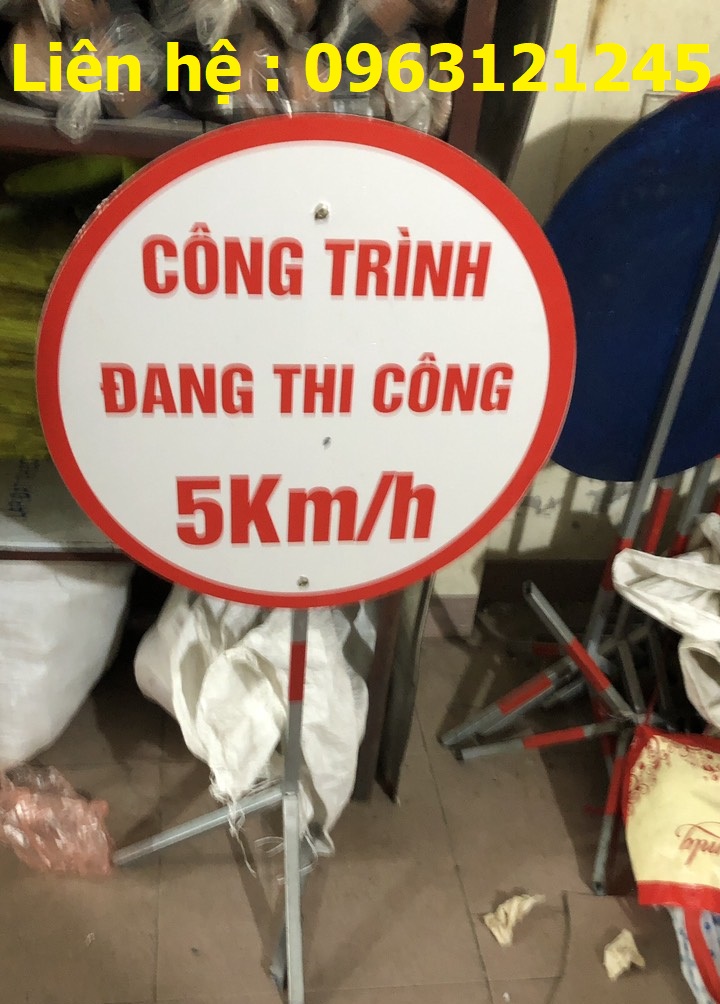 Liên hệ : 0963121245
CÔNG TRÌNH
ĐANG THI CÔNG
5Km/h